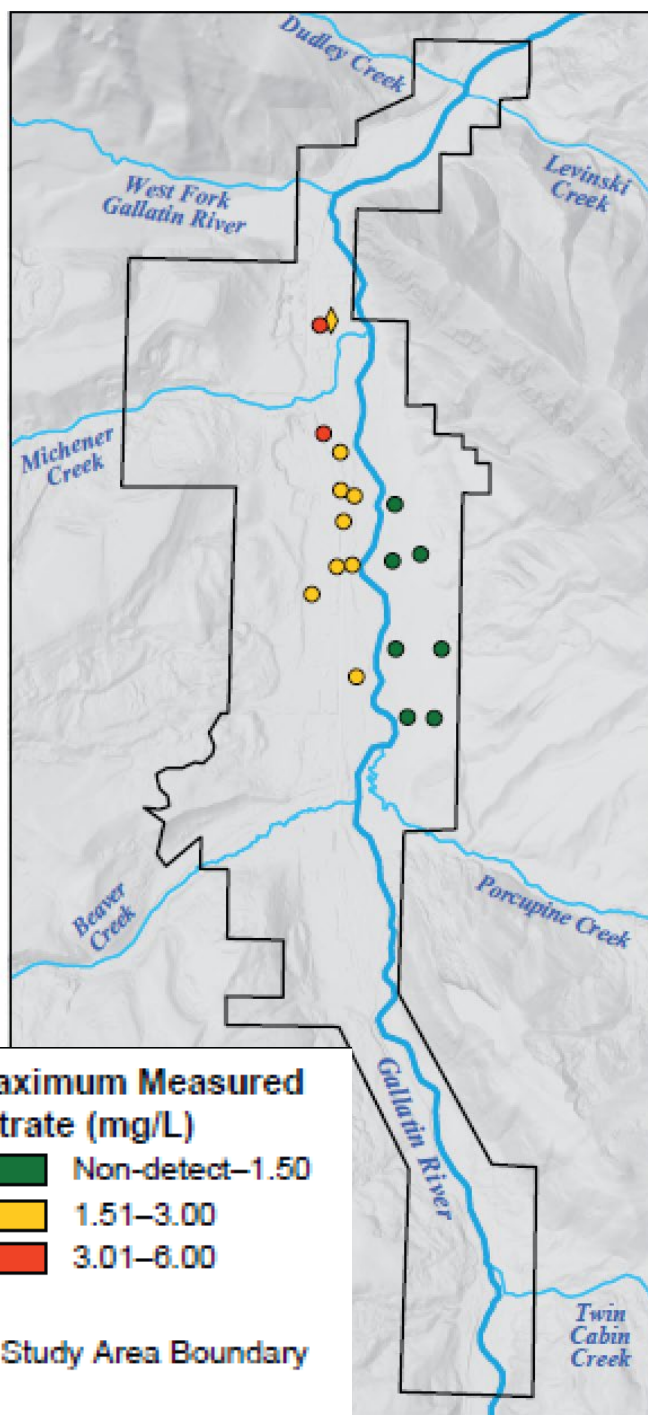 Dudley Creek
Levinski
Creek
West Fork
Gallatin River
Michener
Creek
Beaver
Creek
Porcupine Creek
Gallatin River
Twin
Cabin
Creek
aximum Measured
trate (mg/L)
Non-detect–1.50
1.51–3.00
3.01–6.00
Study Area Boundary